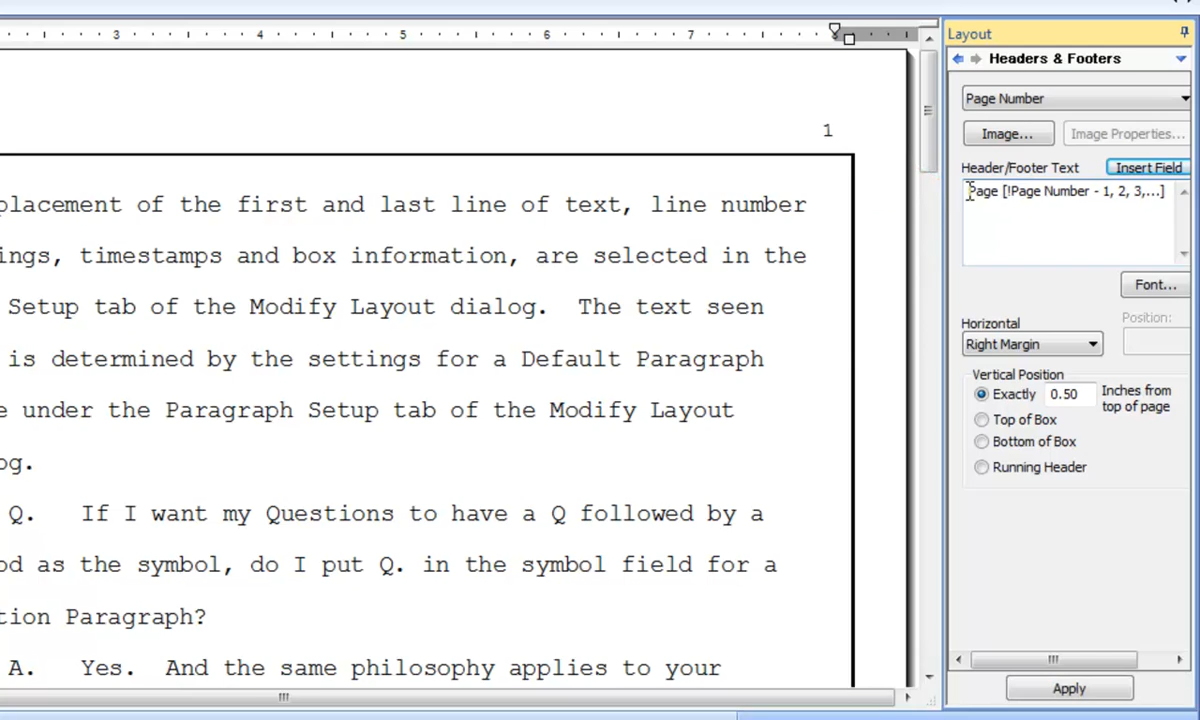 3 4 5 6 7
1
placement of the first and last line of text, line number
ings, timestamps and box information, are selected in the
Setup tab of the Modify Layout dialog. The text seen
is determined by the settings for a Default Paragraph
e under the Paragraph Setup tab of the Modify Layout
og.
Q. If I want my Questions to have a Q followed by a
od as the symbol, do I put Q. in the symbol field for a
tion Paragraph?
A. Yes. And the same philosophy applies to your
Layout
Headers & Footers
Page Number
Image... Image Properties...
Header/Footer Text Insert Field
Page [!Page Number - 1, 2, 3,...]
Font...
Horizontal Position:
Right Margin
Vertical Position
Exactly 0.50 Inches from
top of page
Top of Box
Bottom of Box
Running Header
Apply